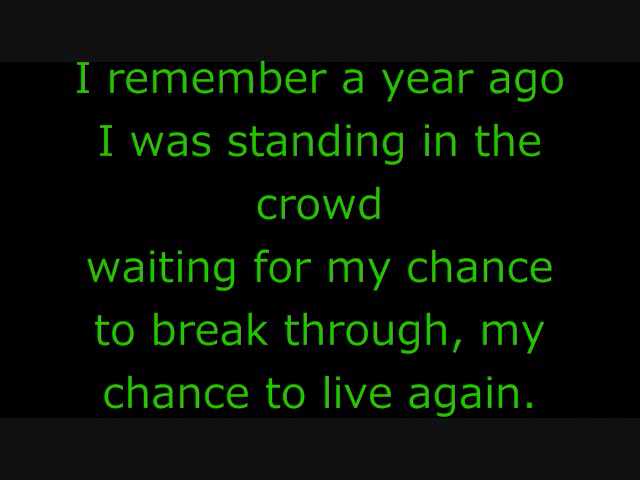 I remember a year ago
I was standing in the
crowd
waiting for my chance
to break through, my
chance to live again.